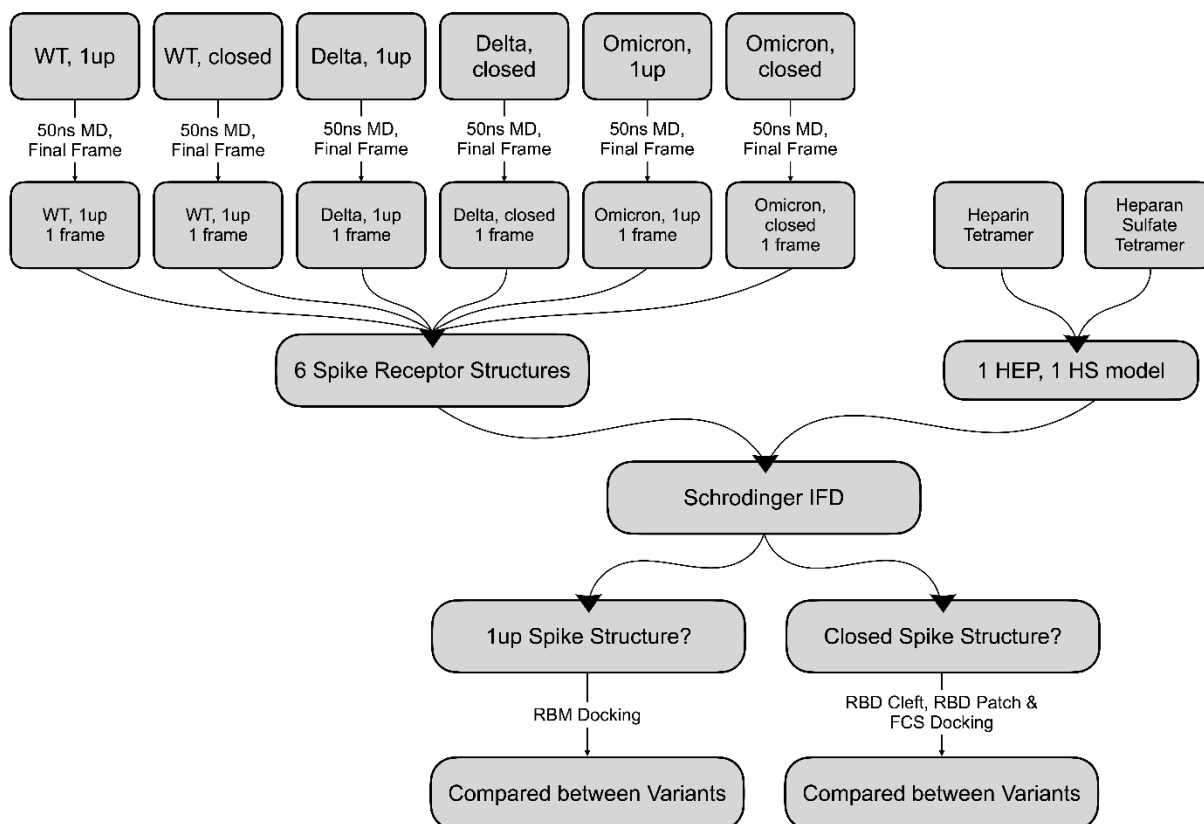 WT, 1up
WT, closed
Delta, 1up
Delta,
closed
Omicron,
1up
Omicron,
closed
50ns MD,
Final Frame
50ns MD,
Final Frame
50ns MD,
Final Frame
50ns MD,
Final Frame
50ns MD,
Final Frame
50ns MD,
Final Frame
WT, 1up
1 frame
WT, 1up
1 frame
Delta, 1up
1 frame
Delta, closed
1 frame
Omicron, 1up
1 frame
Omicron,
closed
1 frame
Heparin
Tetramer
Heparan
Sulfate
Tetramer
6 Spike Receptor Structures
1 HEP, 1 HS model
Schrodinger IFD
1up Spike Structure?
Closed Spike Structure?
RBM Docking
RBD Cleft, RBD Patch &
FCS Docking
Compared between Variants
Compared between Variants